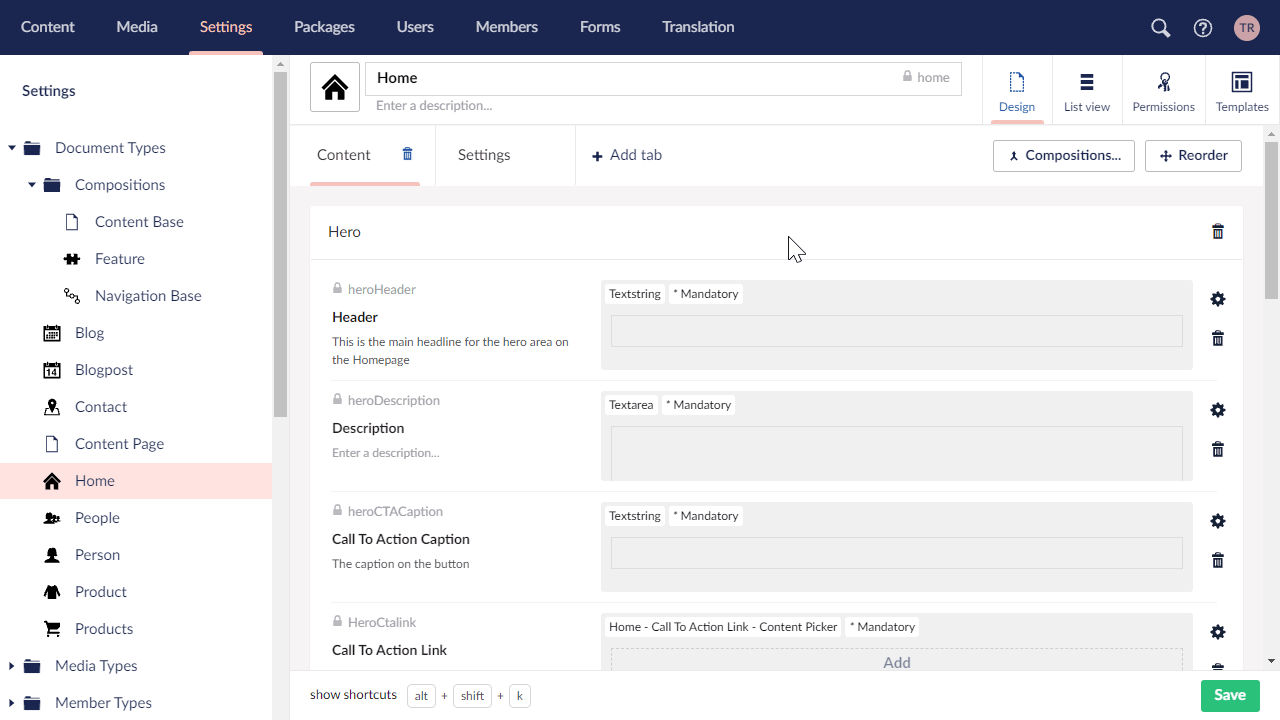 Content Media Settings Packages Users Members Forms Translation TR
Settings
Document Types
Compositions
Content Base
Feature
Navigation Base
Blog
14 Blogpost
Contact
Content Page
Home
People
Person
Product
Products
Media Types
Member Types
Home home
Enter a description...
Design List view Permissions Templates
Content Settings Add tab Compositions... Reorder
Hero
heroHeader
Header
This is the main headline for the hero area on
the Homepage
Textstring * Mandatory
heroDescription
Description
Enter a description...
Textarea * Mandatory
heroCTACaption
Call To Action Caption
The caption on the button
Textstring * Mandatory
HeroCtalink
Call To Action Link
Home - Call To Action Link - Content Picker * Mandatory
Add
show shortcuts alt + shift + k
Save